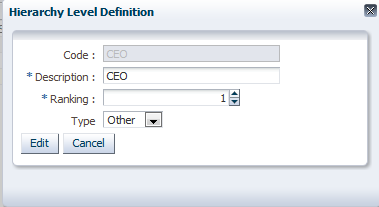 Hierarchy Level Definition
Code : CEO
* Description : CEO
* Ranking : 1
Type Other
Edit Cancel